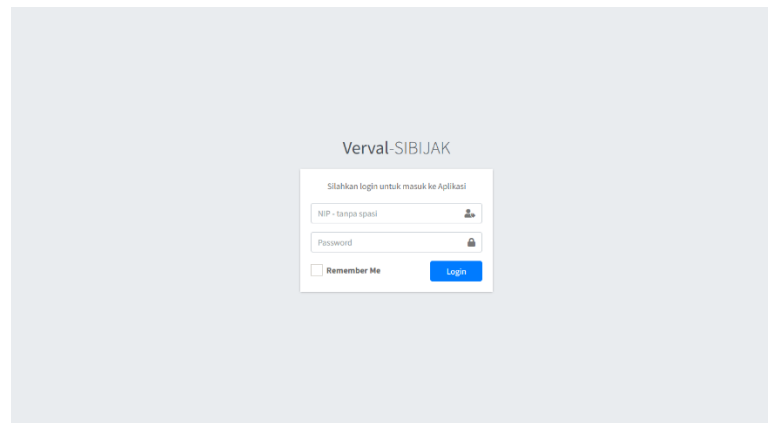 Verval-SIBIJAK
Silahkan login untuk masuk ke Aplikasi
NIP - tanpa spasi
Password
Remember Me
Login